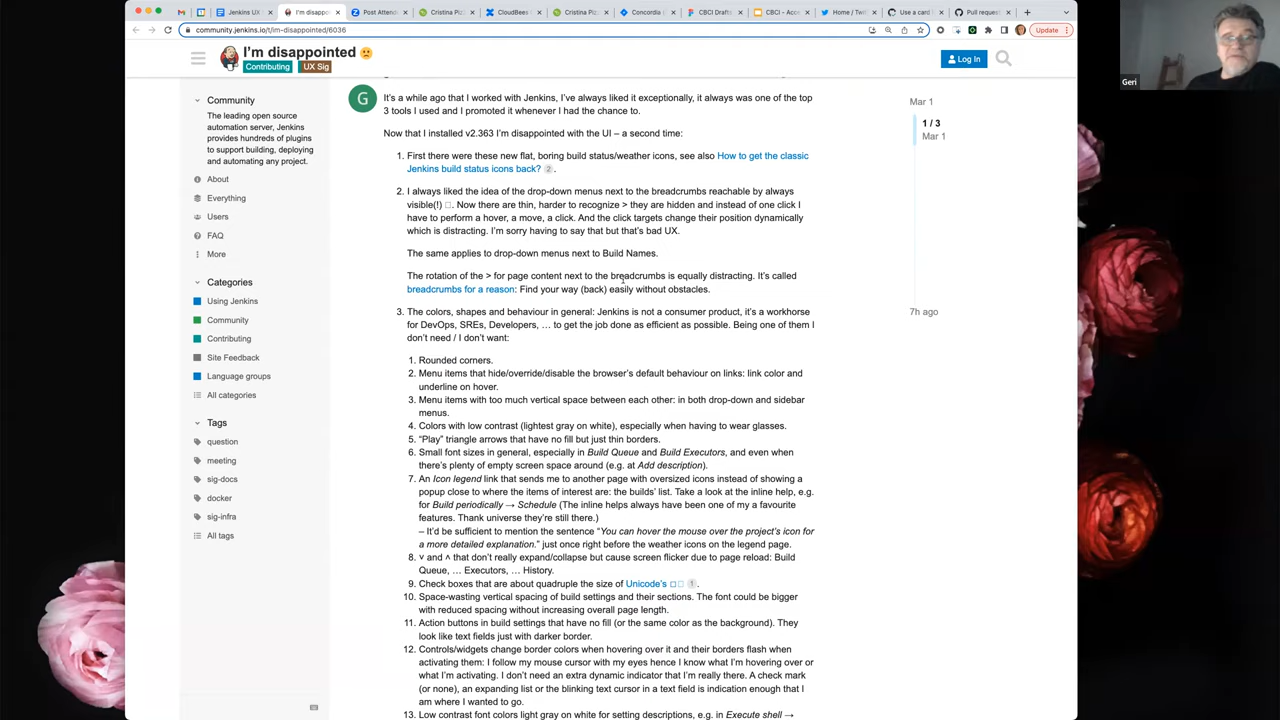 Jenkins UX
I'm disappoi
Post Attend
Cristina Piz
CloudBees
Cristina Piz
Concordia
CBCI Drafts
CBCI - Acc
Home / Twit
Use a card
Pull reques
community.jenkins.io/t/im-disappointed/6036
Update
I'm disappointed
Contributing
UX Sig
Log In
Geri
Community
The leading open source
automation server, Jenkins
provides hundreds of plugins
to support building, deploying
and automating any project.
About
Everything
Users
FAQ
More
Categories
Using Jenkins
Community
Contributing
Site Feedback
Language groups
All categories
Tags
question
meeting
sig-docs
docker
sig-infra
All tags
G
It's a while ago that I worked with Jenkins, I've always liked it exceptionally, it always was one of the top
3 tools I used and I promoted it whenever I had the chance to.
Now that I installed v2.363 I'm disappointed with the UI – a second time:
1. First there were these new flat, boring build status/weather icons, see also How to get the classic
Jenkins build status icons back? 2 .
2. I always liked the idea of the drop-down menus next to the breadcrumbs reachable by always
visible(!) □. Now there are thin, harder to recognize > they are hidden and instead of one click I
have to perform a hover, a move, a click. And the click targets change their position dynamically
which is distracting. I'm sorry having to say that but that's bad UX.
The same applies to drop-down menus next to Build Names.
The rotation of the > for page content next to the breadcrumbs is equally distracting. It's called
breadcrumbs for a reason: Find your way (back) easily without obstacles.
3. The colors, shapes and behaviour in general: Jenkins is not a consumer product, it's a workhorse
for DevOps, SREs, Developers, … to get the job done as efficient as possible. Being one of them I
don't need / I don't want:
1. Rounded corners.
2. Menu items that hide/override/disable the browser's default behaviour on links: link color and
underline on hover.
3. Menu items with too much vertical space between each other: in both drop-down and sidebar
menus.
4. Colors with low contrast (lightest gray on white), especially when having to wear glasses.
5. "Play" triangle arrows that have no fill but just thin borders.
6. Small font sizes in general, especially in Build Queue and Build Executors, and even when
there's plenty of empty screen space around (e.g. at Add description).
7. An Icon legend link that sends me to another page with oversized icons instead of showing a
popup close to where the items of interest are: the builds' list. Take a look at the inline help, e.g.
for Build periodically → Schedule (The inline helps always have been one of my a favourite
features. Thank universe they're still there.)
– It'd be sufficient to mention the sentence "You can hover the mouse over the project's icon for
a more detailed explanation." just once right before the weather icons on the legend page.
8. ˅ and ˄ that don't really expand/collapse but cause screen flicker due to page reload: Build
Queue, … Executors, … History.
9. Check boxes that are about quadruple the size of Unicode's □□ 1 .
10. Space-wasting vertical spacing of build settings and their sections. The font could be bigger
with reduced spacing without increasing overall page length.
11. Action buttons in build settings that have no fill (or the same color as the background). They
look like text fields just with darker border.
12. Controls/widgets change border colors when hovering over it and their borders flash when
activating them: I follow my mouse cursor with my eyes hence I know what I'm hovering over or
what I'm activating. I don't need an extra dynamic indicator that I'm really there. A check mark
(or none), an expanding list or the blinking text cursor in a text field is indication enough that I
am where I wanted to go.
13. Low contrast font colors light gray on white for setting descriptions, e.g. in Execute shell →
Mar 1
1 / 3
Mar 1
7h ago